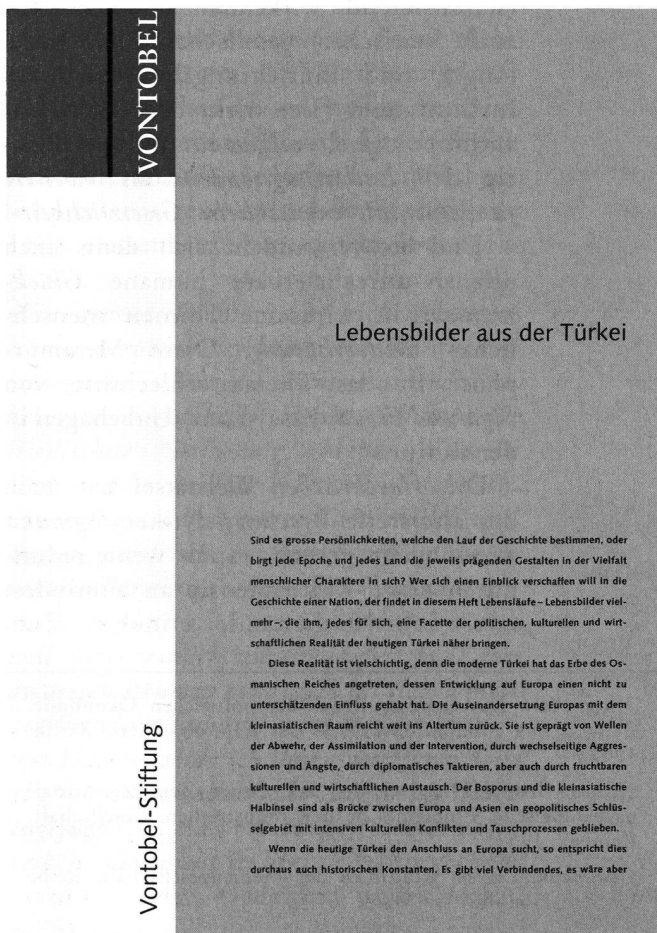 VONTOBEL
Lebensbilder aus der Türkei
Sind es grosse Persönlichkeiten, welche den Lauf der Geschichte bestimmen, oder
birgt jede Epoche und jedes Land die jeweils prägenden Gestalten in der Vielfalt
menschlicher Charaktere in sich? Wer sich einen Einblick verschaffen will in die
Geschichte einer Nation, der findet in diesem Heft Lebensläufe – Lebensbilder viel-
mehr –, die ihm, jedes für sich, eine Facette der politischen, kulturellen und wirt-
schaftlichen Realität der heutigen Türkei näher bringen.
Diese Realität ist vielschichtig, denn die moderne Türkei hat das Erbe des Os-
manischen Reiches angetreten, dessen Entwicklung auf Europa einen nicht zu
unterschätzenden Einfluss gehabt hat. Die Auseinandersetzung Europas mit dem
kleinasiatischen Raum reicht weit ins Altertum zurück. Sie ist geprägt von Wellen
der Abwehr, der Assimilation und der Intervention, durch wechselseitige Aggres-
sionen und Ängste, durch diplomatisches Taktieren, aber auch durch fruchtbaren
kulturellen und wirtschaftlichen Austausch. Der Bosporus und die kleinasiatische
Halbinsel sind als Brücke zwischen Europa und Asien ein geopolitisches Schlüs-
selgebiet mit intensiven kulturellen Konflikten und Tauschprozessen geblieben.
Wenn die heutige Türkei den Anschluss an Europa sucht, so entspricht dies
durchaus auch historischen Konstanten. Es gibt viel Verbindendes, es wäre aber
Vontobel-Stiftung